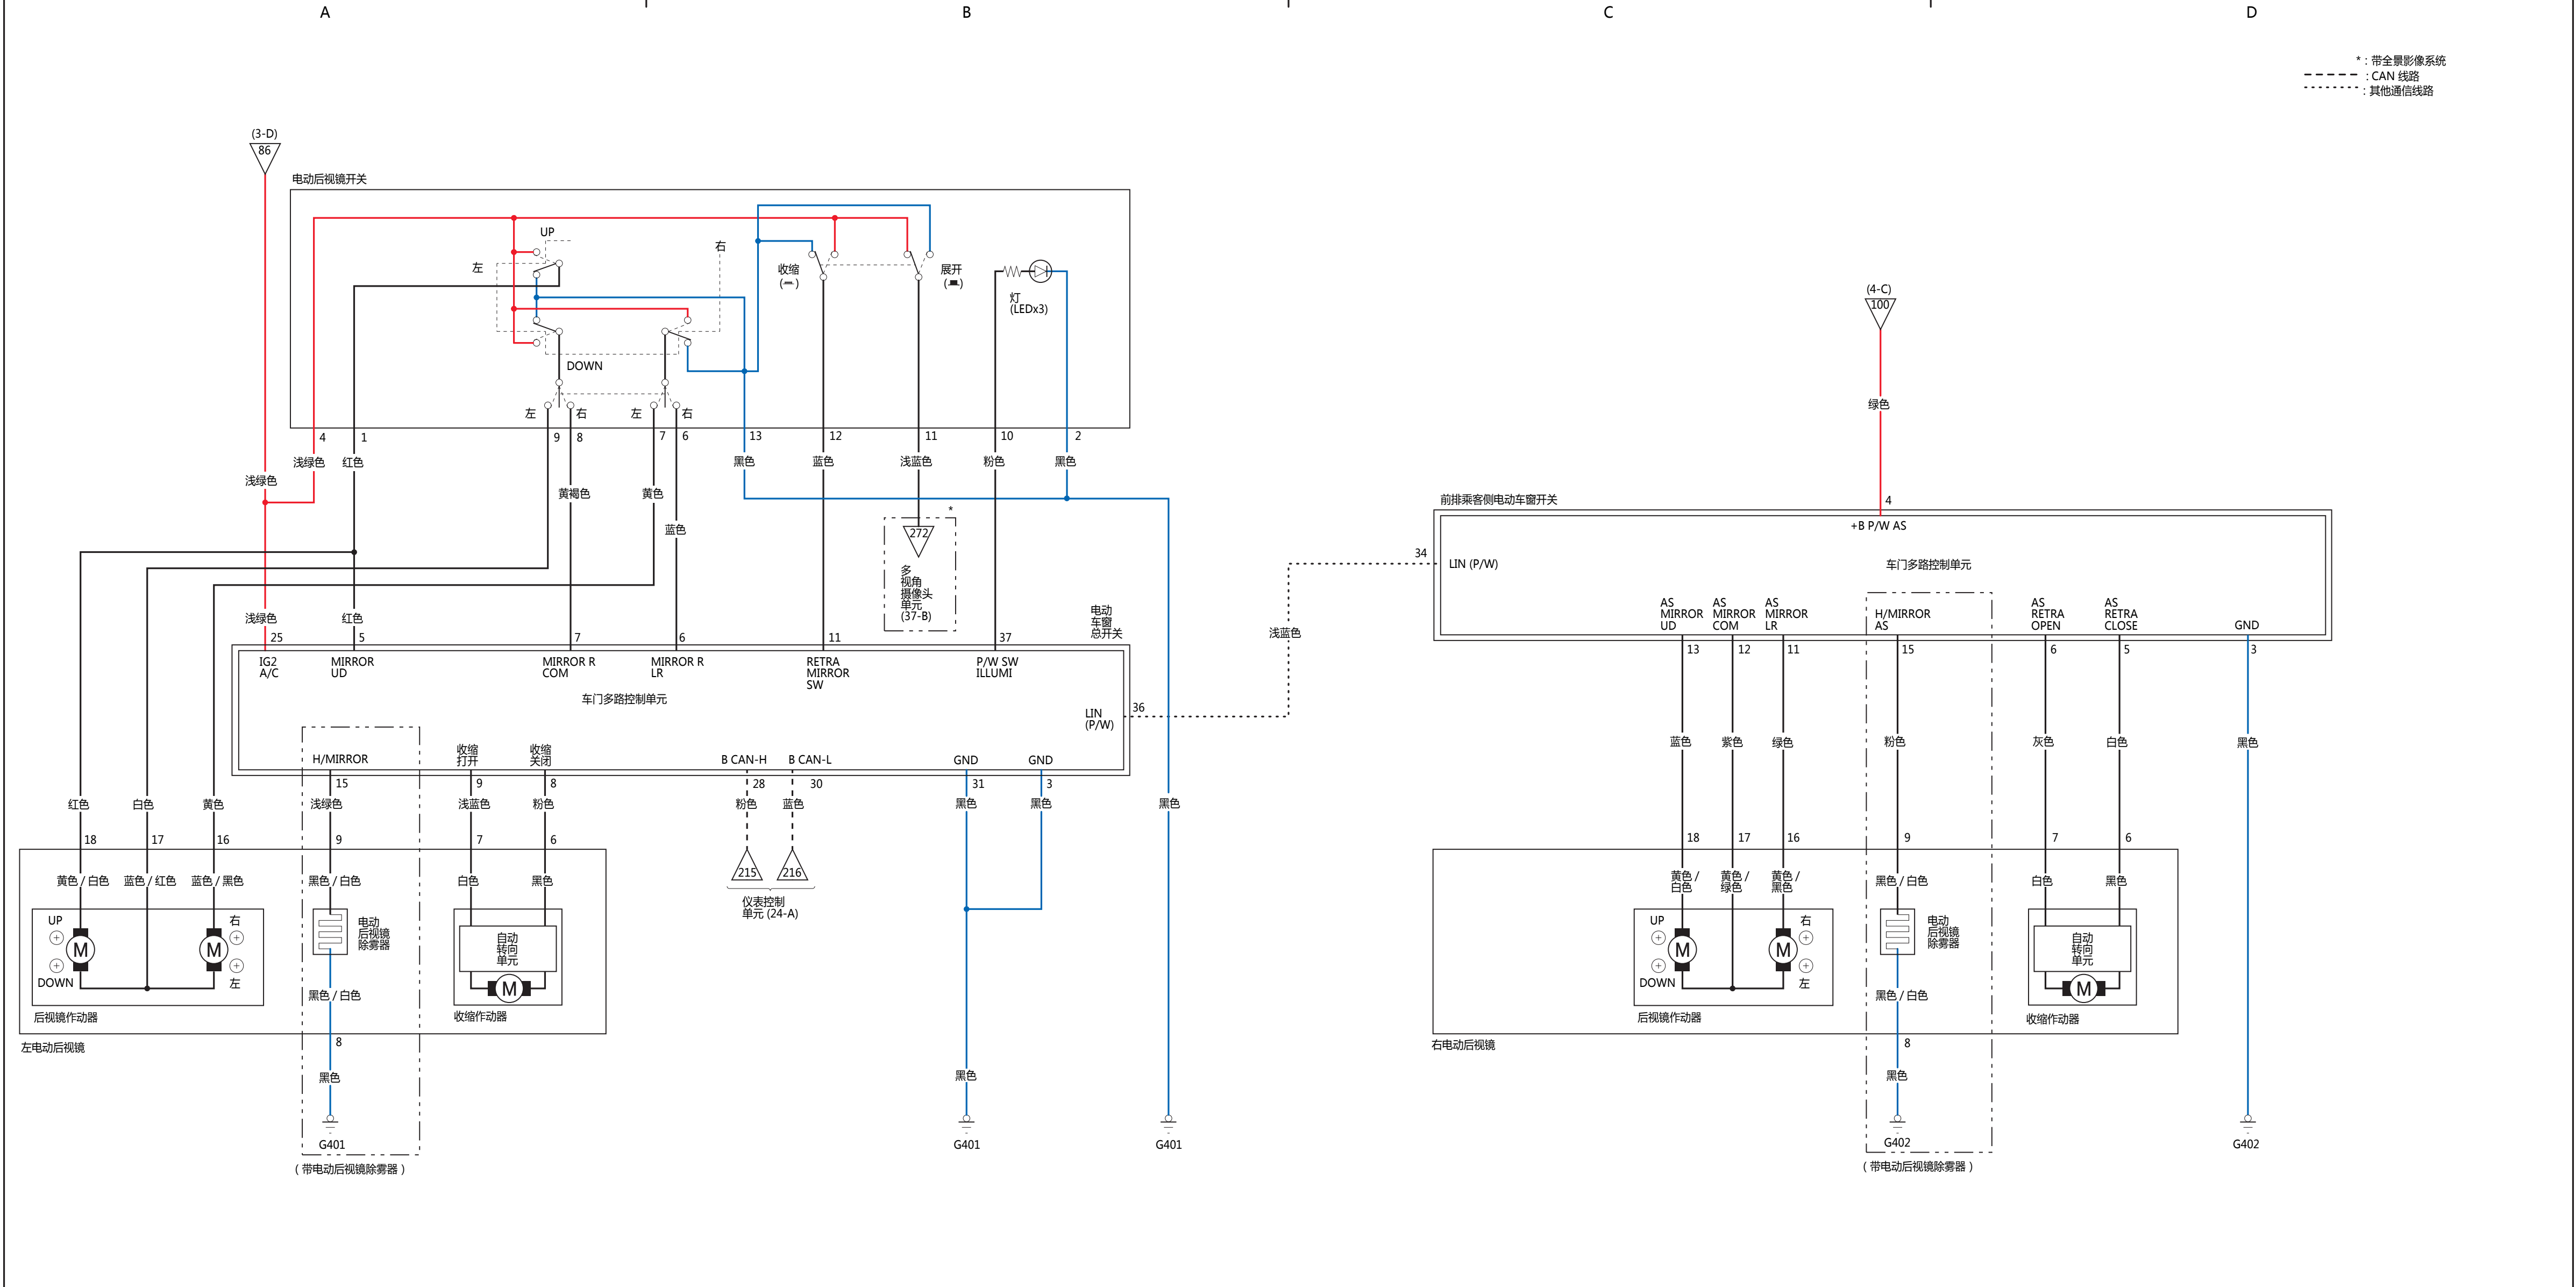 A
B
C
D
* : 带全景影像系统
: CAN 线路
: 其他通信线路
(3-D)
86
电动后视镜开关
UP
左
右
DOWN
收缩
( )
展开
( )
灯
(LEDx3)
左
右
左
右
4
1
9
8
7
6
13
12
11
10
2
浅绿色
浅绿色
红色
黄褐色
黄色
蓝色
黑色
蓝色
浅蓝色
粉色
黑色
*
272
多
视角
摄像头
单元
(37-B)
电动
车窗
总开关
浅绿色
红色
25
5
7
6
11
37
IG2
A/C
MIRROR
UD
MIRROR R
COM
MIRROR R
LR
RETRA
MIRROR
SW
P/W SW
ILLUMI
车门多路控制单元
LIN
(P/W)
36
浅蓝色
H/MIRROR
收缩
打开
收缩
关闭
B CAN-H
B CAN-L
GND
GND
15
9
8
28
30
31
3
红色
白色
黄色
浅绿色
浅蓝色
粉色
粉色
蓝色
黑色
黑色
黑色
18
17
16
9
7
6
215
216
仪表控制
单元 (24-A)
黄色 / 白色
蓝色 / 红色
蓝色 / 黑色
黑色 / 白色
白色
黑色
UP
DOWN
M
M
右
左
后视镜作动器
电动
后视镜
除雾器
黑色 / 白色
自动
转向
单元
M
收缩作动器
左电动后视镜
8
黑色
G401
( 带电动后视镜除雾器 )
黑色
G401
G401
(4-C)
100
绿色
前排乘客侧电动车窗开关
4
+B P/W AS
34
LIN (P/W)
车门多路控制单元
AS
MIRROR
UD
AS
MIRROR
COM
AS
MIRROR
LR
H/MIRROR
AS
AS
RETRA
OPEN
AS
RETRA
CLOSE
GND
13
12
11
15
6
5
3
蓝色
紫色
绿色
粉色
灰色
白色
黑色
18
17
16
9
7
6
黄色 /
白色
黄色 /
绿色
黄色 /
黑色
黑色 / 白色
白色
黑色
UP
DOWN
M
M
右
左
后视镜作动器
电动
后视镜
除雾器
黑色 / 白色
自动
转向
单元
M
收缩作动器
右电动后视镜
8
黑色
G402
( 带电动后视镜除雾器 )
G402